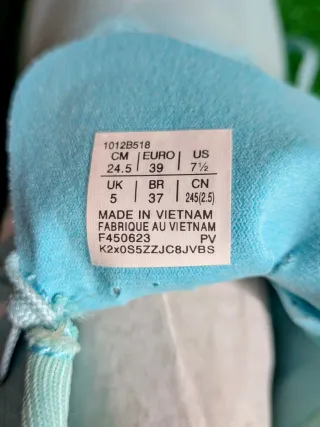 1012B518
CM | EURO | US
24.5 | 39 | 7½
UK | BR | CN
5 | 37 | 245(2.5)
MADE IN VIETNAM
FABRIQUE AU VIETNAM
F450623 PV
K2x0S5ZZJC8JVBS